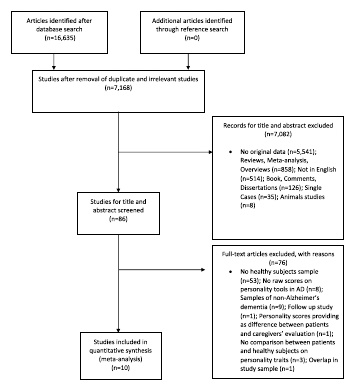 Articles identified after
database search
(n=16,635)
Additional articles identified
through reference search
(n=0)
Studies after removal of duplicate and irrelevant studies
(n=7,168)
Records for title and abstract excluded
(n=7,082)
• No original data (n=5,541);
Reviews, Meta-analysis,
Overviews (n=858); Not in English
(n=514); Book, Comments,
Dissertations (n=126); Single
Cases (n=35); Animals studies
(n=8)
Studies for title and
abstract screened
(n=86)
Full-text articles excluded, with reasons
(n=76)
• No healthy subjects sample
(n=53); No raw scores on
personality tools in AD (n=8);
Samples of non-Alzheimer's
dementia (n=9); Follow up study
(n=1); Personality scores providing
as difference between patients
and caregivers' evaluation (n=1);
No comparison between patients
and healthy subjects on
personality traits (n=3); Overlap in
study sample (n=1)
Studies included in
quantitative synthesis
(meta-analysis)
(n=10)